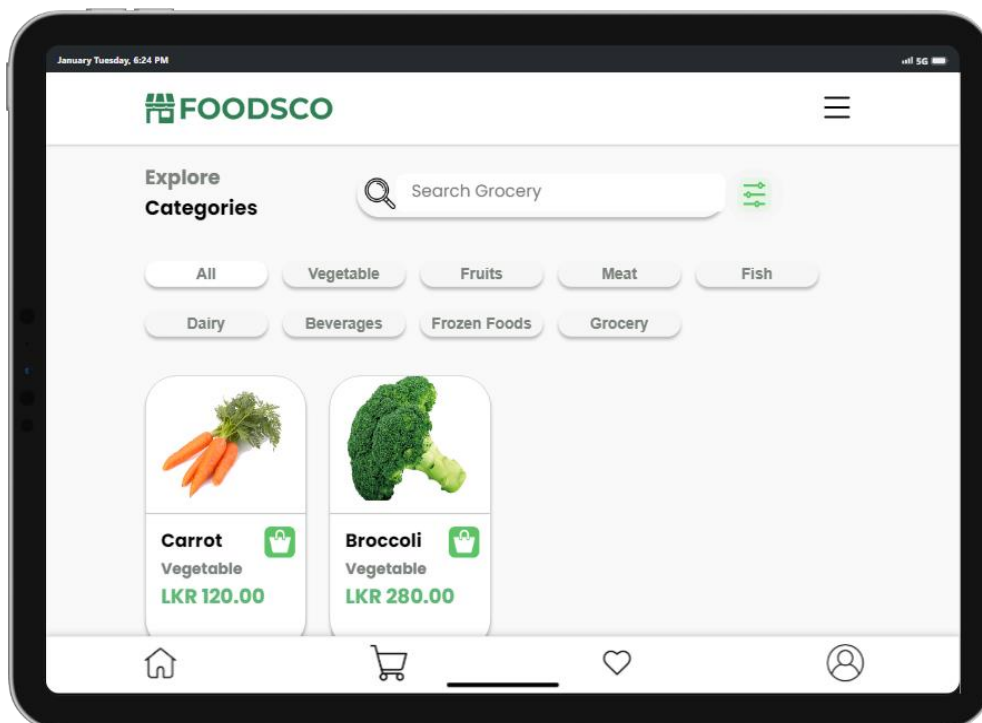 January Tuesday, 6:24 PM
5G
FOODSCO
Explore
Categories
Search Grocery
All
Vegetable
Fruits
Meat
Fish
Dairy
Beverages
Frozen Foods
Grocery
Carrot
Vegetable
LKR 120.00
Broccoli
Vegetable
LKR 280.00